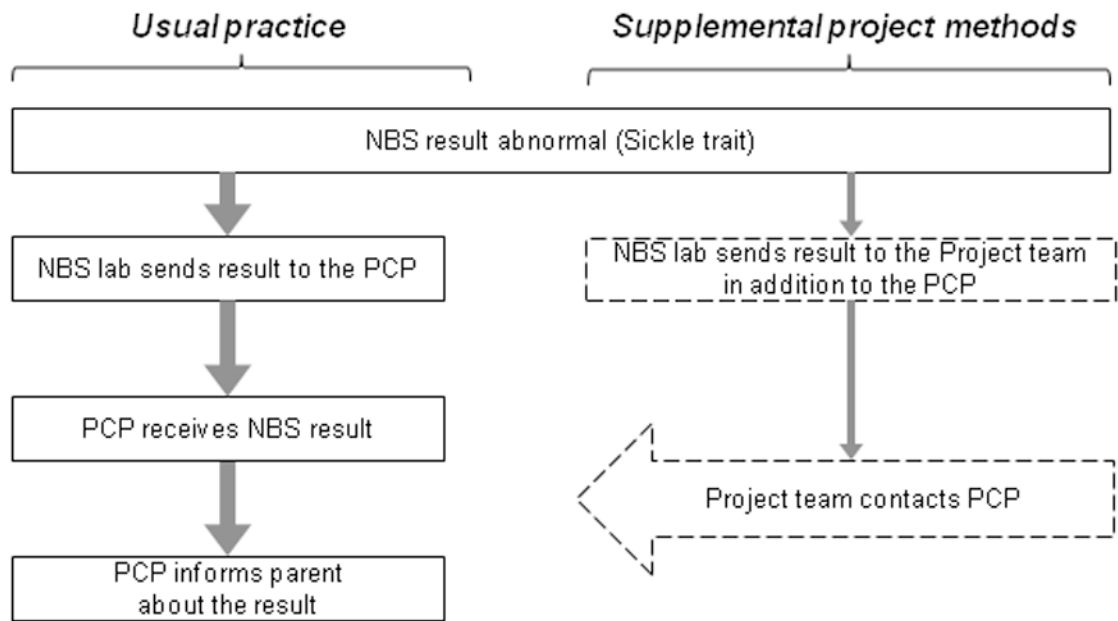 Usual practice
Supplemental project methods
NBS result abnormal (Sickle trait)
NBS lab sends result to the PCP
NBS lab sends result to the Project team
in addition to the PCP
PCP receives NBS result
Project team contacts PCP
PCP informs parent
about the result